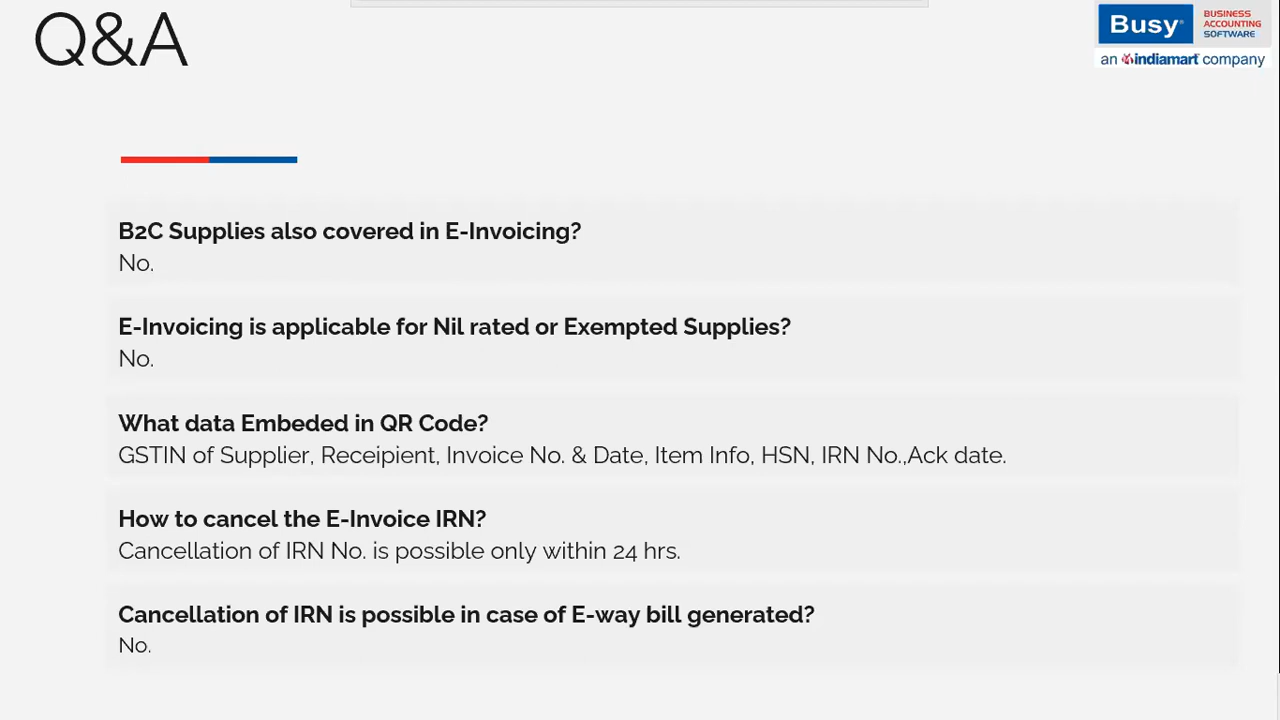 Q&A
Busy
BUSINESS
ACCOUNTING
SOFTWARE
an indiamart company
B2C Supplies also covered in E-Invoicing?
No.
E-Invoicing is applicable for Nil rated or Exempted Supplies?
No.
What data Embeded in QR Code?
GSTIN of Supplier, Receipient, Invoice No. & Date, Item Info, HSN, IRN No.,Ack date.
How to cancel the E-Invoice IRN?
Cancellation of IRN No. is possible only within 24 hrs.
Cancellation of IRN is possible in case of E-way bill generated?
No.